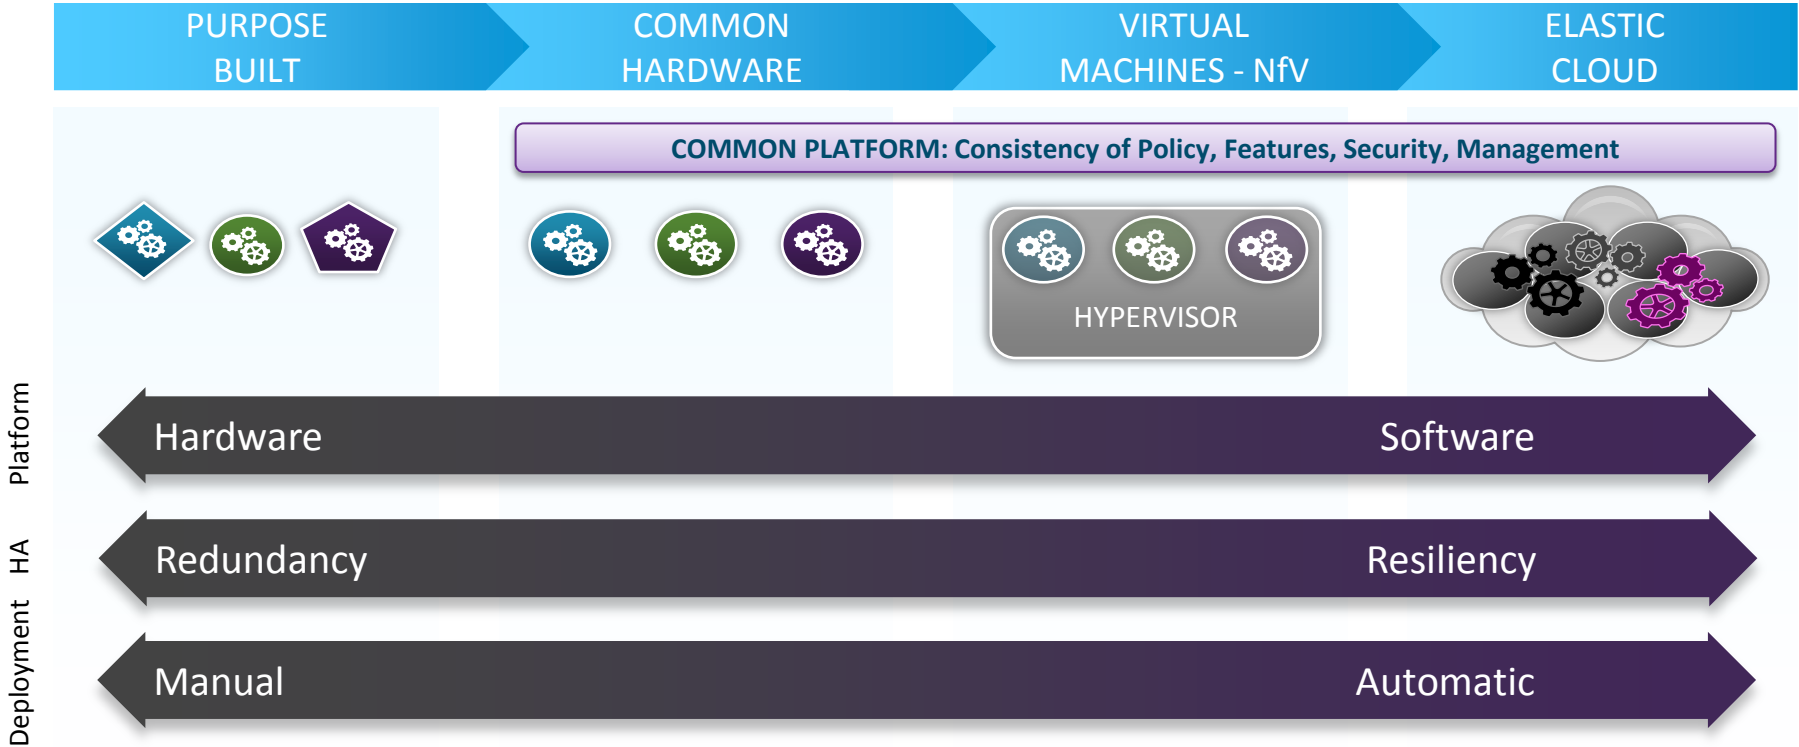 PURPOSE
BUILT
COMMON
HARDWARE
VIRTUAL
MACHINES - NfV
ELASTIC
CLOUD
COMMON PLATFORM: Consistency of Policy, Features, Security, Management
HYPERVISOR
Platform
Hardware
Software
HA
Redundancy
Resiliency
Deployment
Manual
Automatic